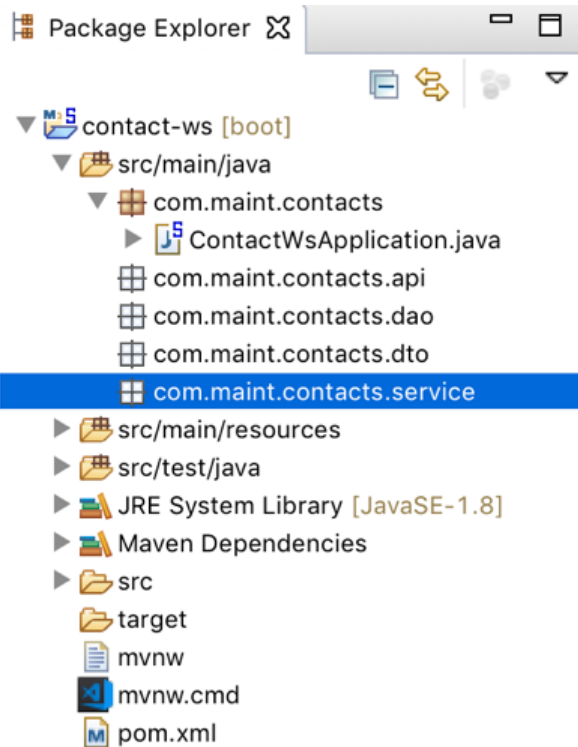 Package Explorer
contact-ws [boot]
src/main/java
com.maint.contacts
ContactWsApplication.java
com.maint.contacts.api
com.maint.contacts.dao
com.maint.contacts.dto
com.maint.contacts.service
src/main/resources
src/test/java
JRE System Library [JavaSE-1.8]
Maven Dependencies
src
target
mvnw
mvnw.cmd
pom.xml